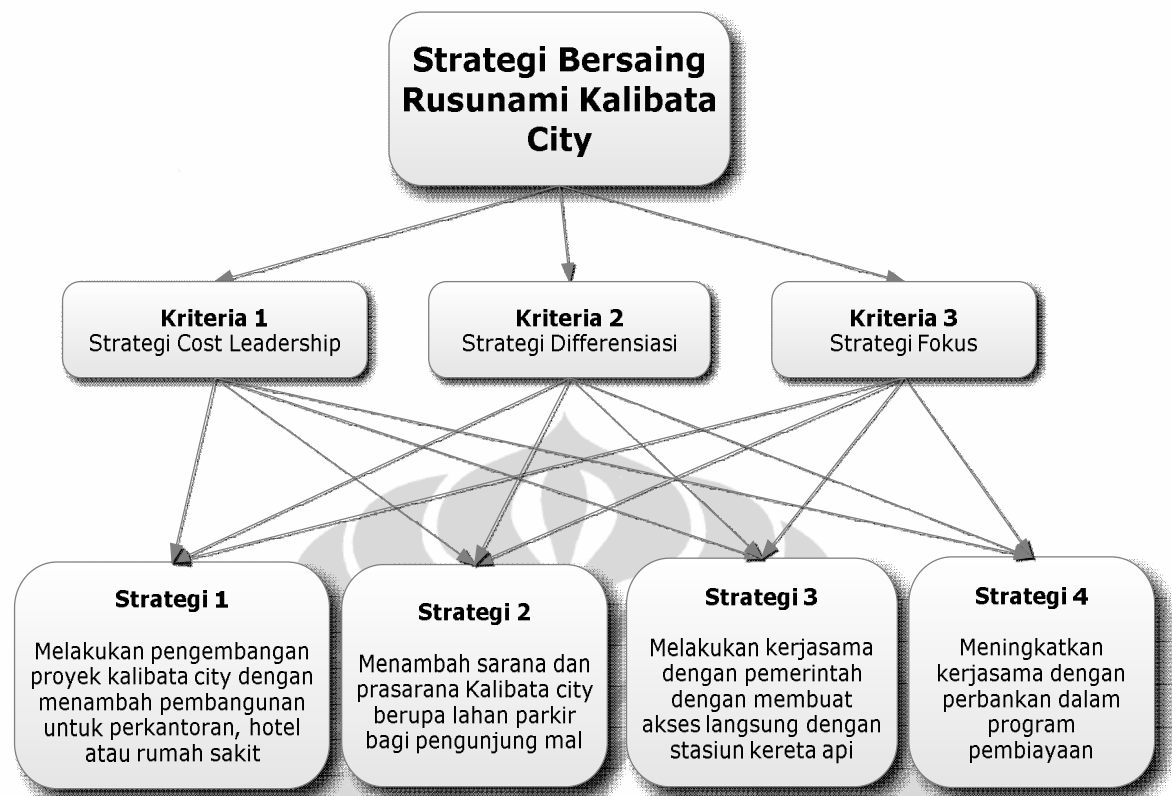 Strategi Bersaing
Rusunami Kalibata
City
Kriteria 1
Strategi Cost Leadership
Kriteria 2
Strategi Differensiasi
Kriteria 3
Strategi Fokus
Strategi 1
Melakukan pengembangan
proyek kalibata city dengan
menambah pembangunan
untuk perkantoran, hotel
atau rumah sakit
Strategi 2
Menambah sarana dan
prasarana Kalibata city
berupa lahan parkir
bagi pengunjung mal
Strategi 3
Melakukan kerjasama
dengan pemerintah
dengan membuat
akses langsung dengan
stasiun kereta api
Strategi 4
Meningkatkan
kerjasama dengan
perbankan dalam
program
pembiayaan